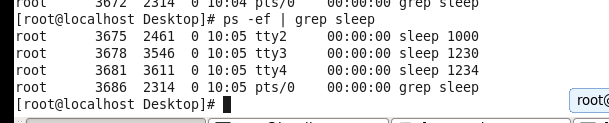 root      3672  2314  0 10:04 pts/0    00:00:00 grep sleep
[root@localhost Desktop]# ps -ef | grep sleep
root      3675  2461  0 10:05 tty2     00:00:00 sleep 1000
root      3678  3546  0 10:05 tty3     00:00:00 sleep 1230
root      3681  3611  0 10:05 tty4     00:00:00 sleep 1234
root      3686  2314  0 10:05 pts/0    00:00:00 grep sleep
[root@localhost Desktop]#
root@